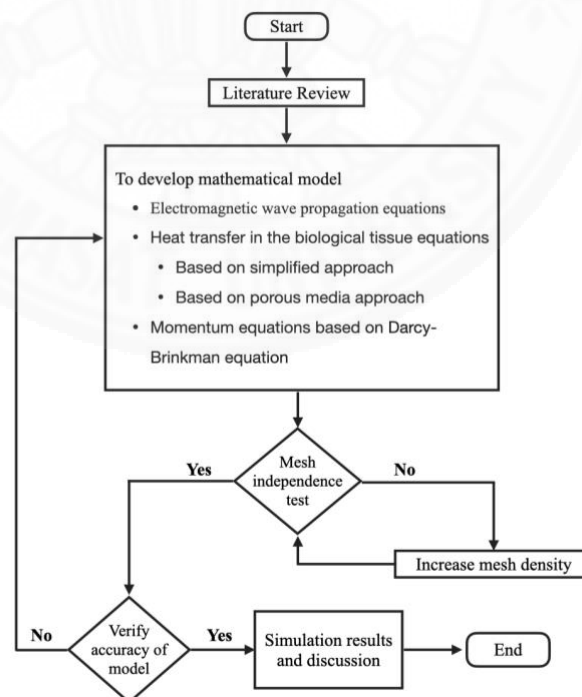 Start
Literature Review
To develop mathematical model
• Electromagnetic wave propagation equations
• Heat transfer in the biological tissue equations
• Based on simplified approach
• Based on porous media approach
• Momentum equations based on Darcy-
Brinkman equation
Yes
Mesh
independence
test
No
Increase mesh density
No
Verify
accuracy of
model
Yes
Simulation results
and discussion
End